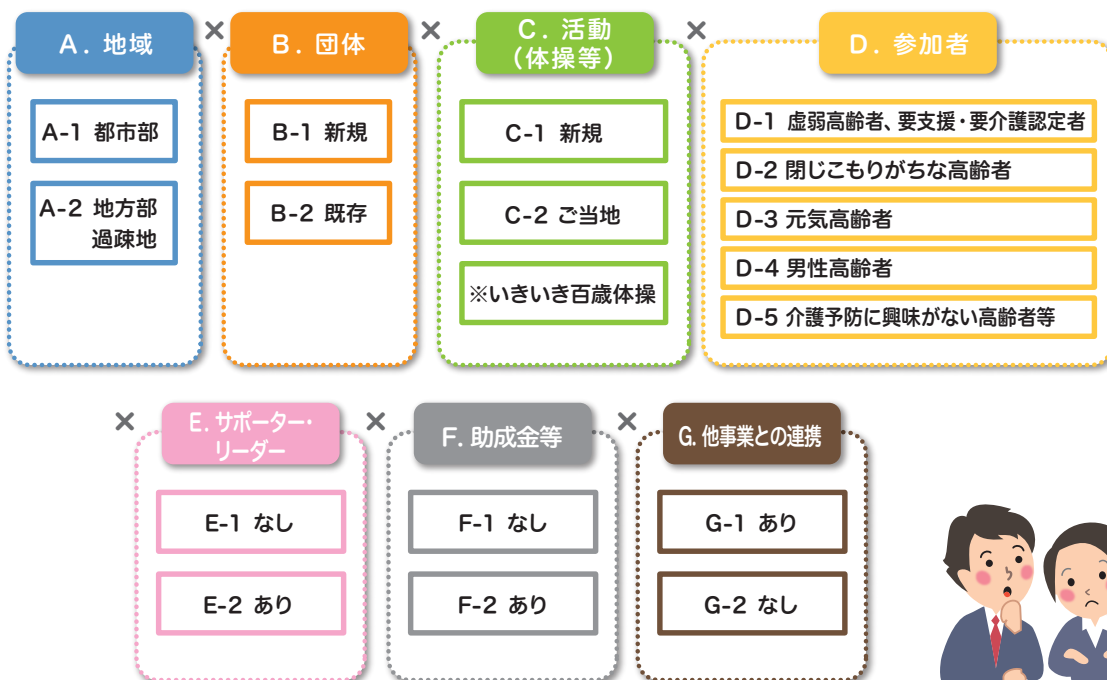 A. 地域
×
B. 団体
×
C. 活動
(体操等)
×
D. 参加者
A-1 都市部
A-2 地方部
過疎地
B-1 新規
B-2 既存
C-1 新規
C-2 ご当地
※いきいき百歳体操
D-1 虚弱高齢者、要支援・要介護認定者
D-2 閉じこもりがちな高齢者
D-3 元気高齢者
D-4 男性高齢者
D-5 介護予防に興味がない高齢者等
×
E. サポーター・
リーダー
×
F. 助成金等
×
G. 他事業との連携
E-1 なし
E-2 あり
F-1 なし
F-2 あり
G-1 あり
G-2 なし